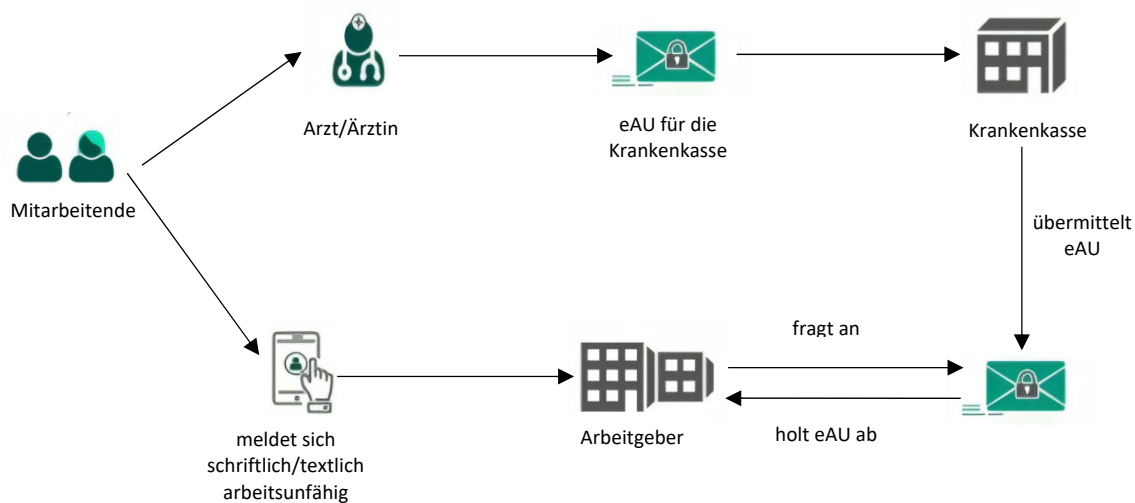 Arzt/Ärztin
eAU für die
Krankenkasse
Krankenkasse
Mitarbeitende
übermittelt
eAU
fragt an
meldet sich
schriftlich/textlich
arbeitsunfähig
Arbeitgeber
holt eAU ab